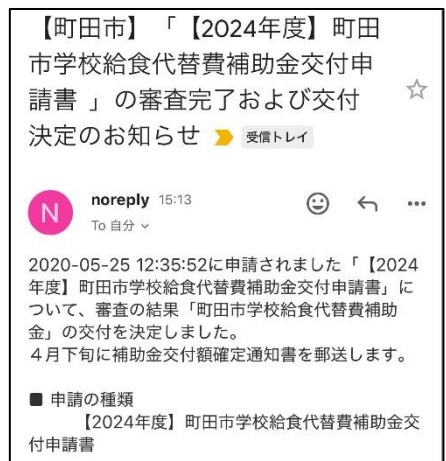 【町田市】「【2024年度】町田
市学校給食代替費補助金交付申
請書 」の審査完了および交付
決定のお知らせ 受信トレイ
N noreply 15:13
To 自分
2020-05-25 12:35:52に申請されました「【2024
年度】町田市学校給食代替費補助金交付申請書」に
ついて、審査の結果「町田市学校給食代替費補助
金」の交付を決定しました。
４月下旬に補助金交付額確定通知書を郵送します。
■ 申請の種類
【2024年度】町田市学校給食代替費補助金交
付申請書